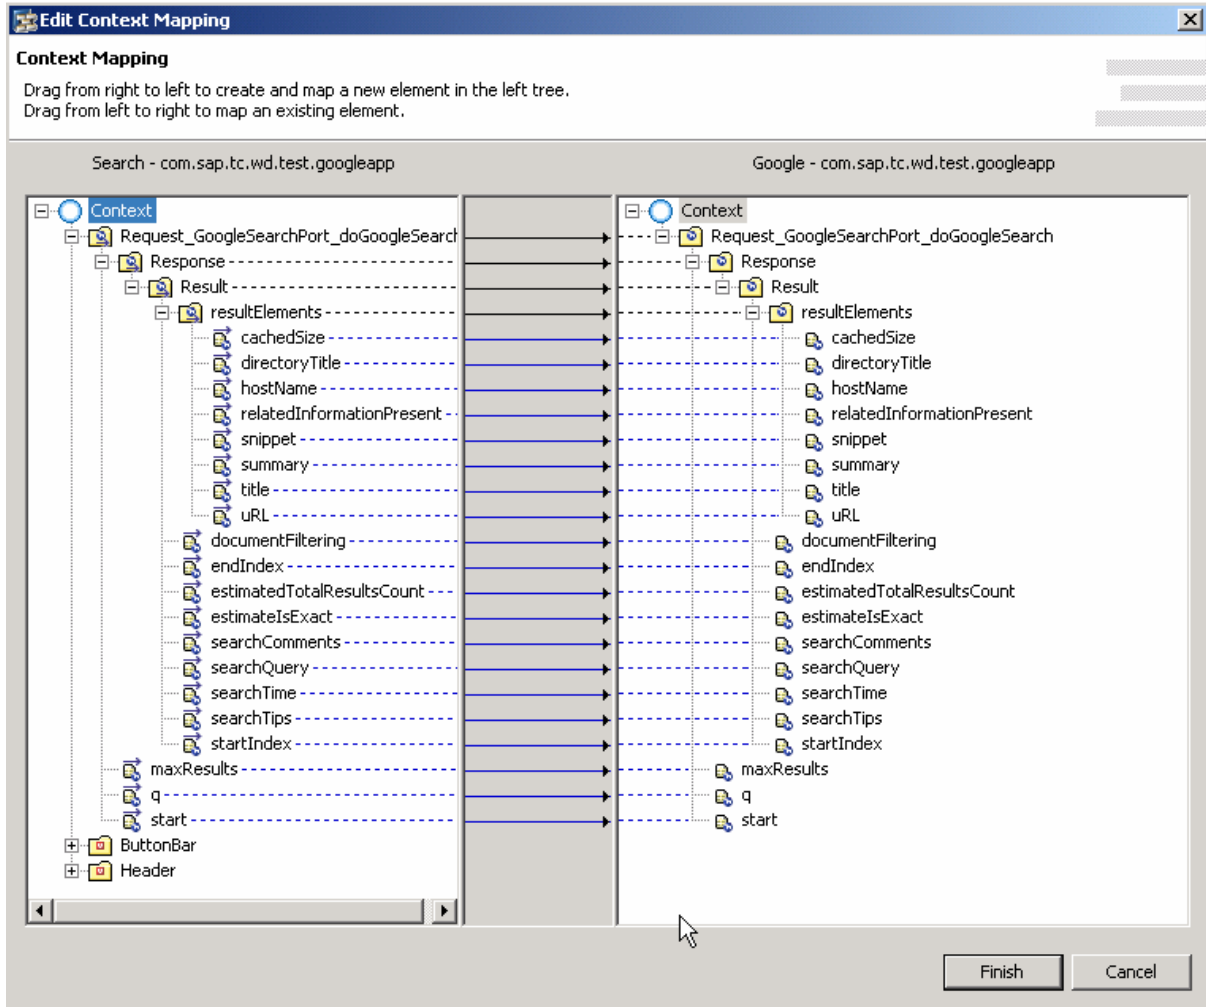 Edit Context Mapping
Context Mapping
Drag from right to left to create and map a new element in the left tree.
Drag from left to right to map an existing element.
Search - com.sap.tc.wd.test.googleapp
Google - com.sap.tc.wd.test.googleapp
Context
Request_GoogleSearchPort_doGoogleSearch
Response
Result
resultElements
cachedSize
directoryTitle
hostName
relatedInformationPresent
snippet
summary
title
uRL
documentFiltering
endIndex
estimatedTotalResultsCount
estimateIsExact
searchComments
searchQuery
searchTime
searchTips
startIndex
maxResults
q
start
ButtonBar
Header
Context
Request_GoogleSearchPort_doGoogleSearch
Response
Result
resultElements
cachedSize
directoryTitle
hostName
relatedInformationPresent
snippet
summary
title
uRL
documentFiltering
endIndex
estimatedTotalResultsCount
estimateIsExact
searchComments
searchQuery
searchTime
searchTips
startIndex
maxResults
q
start
Finish
Cancel